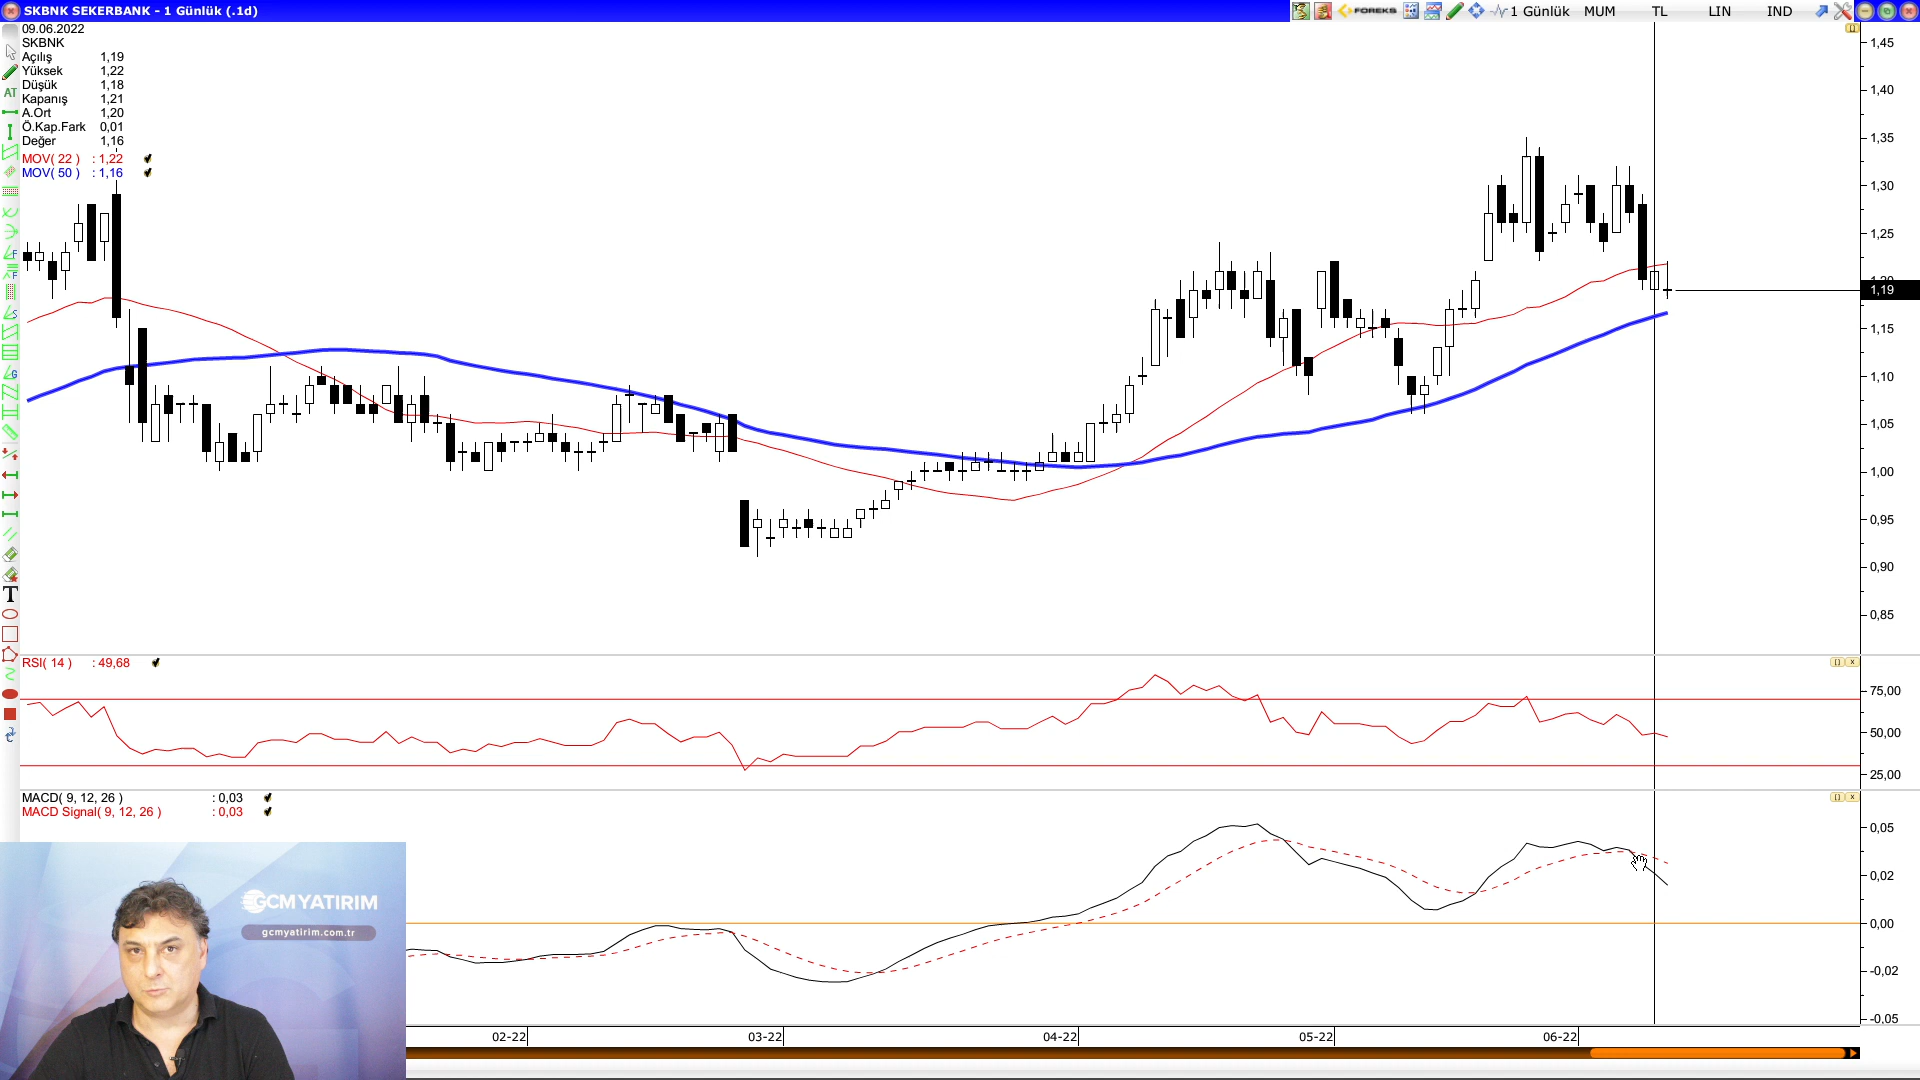 SKBNK SEKERBANK - 1 Günlük (.1d)
FOREKS 1 Günlük MUM TL LIN IND
09.06.2022
SKBNK
Açılış 1,19
Yüksek 1,22
Düşük 1,18
Kapanış 1,21
A.Ort 1,20
Ö.Kap.Fark 0,01
Değer 1,16
MOV( 22 ) : 1,22
MOV( 50 ) : 1,16
AT
F
F
S
G
T
1,45
1,40
1,35
1,30
1,25
1,20
1,19
1,15
1,10
1,05
1,00
0,95
0,90
0,85
RSI( 14 ) : 49,68
75,00
50,00
25,00
MACD( 9, 12, 26 ) : 0,03
MACD Signal( 9, 12, 26 ) : 0,03
0,05
0,02
0,00
-0,02
-0,05
GCM YATIRIM
gcmyatirim.com.tr
02-22
03-22
04-22
05-22
06-22